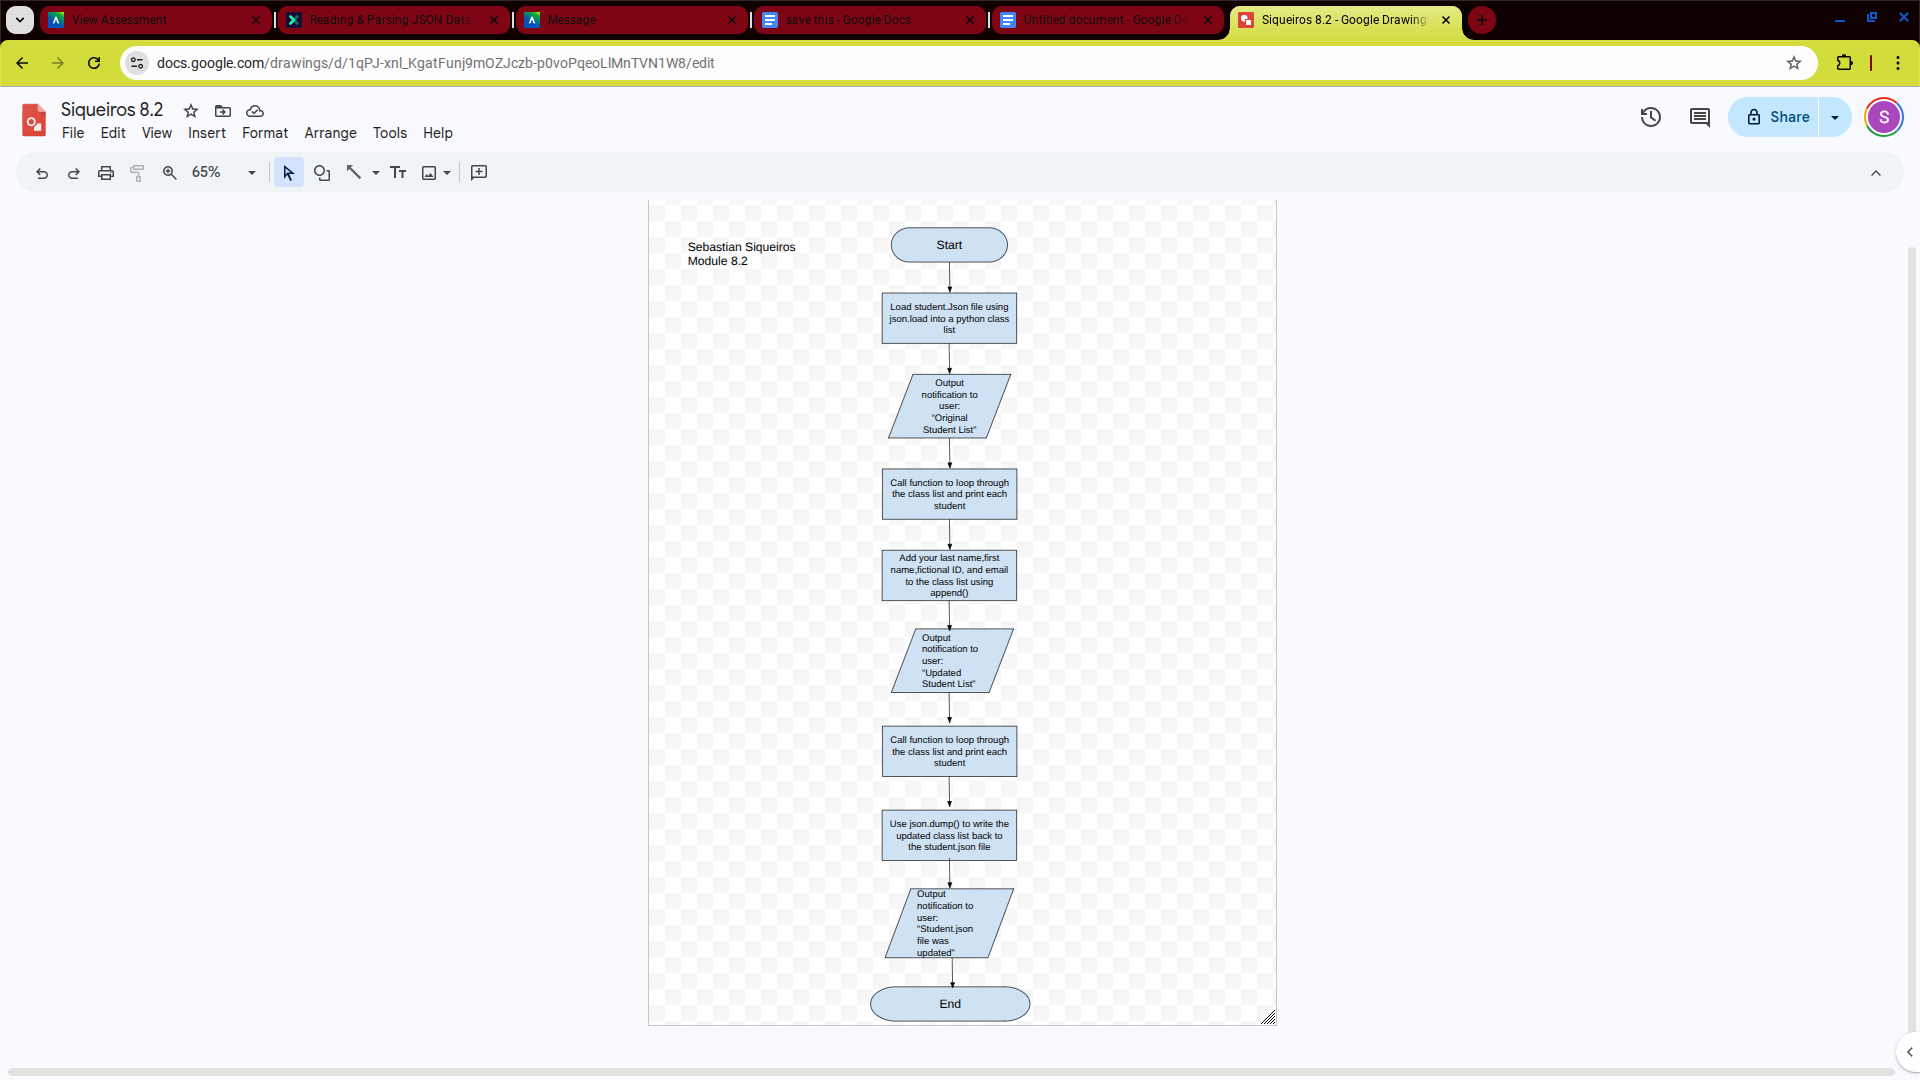 View Assessment
Reading & Parsing JSON Data
Message
save this - Google Docs
Untitled document - Google Do
Siqueiros 8.2 - Google Drawing
docs.google.com/drawings/d/1qPJ-xnl_KgatFunj9mOZJczb-p0voPqeoLlMnTVN1W8/edit
Siqueiros 8.2
File Edit View Insert Format Arrange Tools Help
Share
S
65%
Tт
Sebastian Siqueiros
Module 8.2
Start
Load student.Json file using
json.load into a python class
list
Output
notification to
user:
“Original
Student List”
Call function to loop through
the class list and print each
student
Add your last name,first
name,fictional ID, and email
to the class list using
append()
Output
notification to
user:
“Updated
Student List”
Call function to loop through
the class list and print each
student
Use json.dump() to write the
updated class list back to
the student.json file
Output
notification to
user:
“Student.json
file was
updated”
End